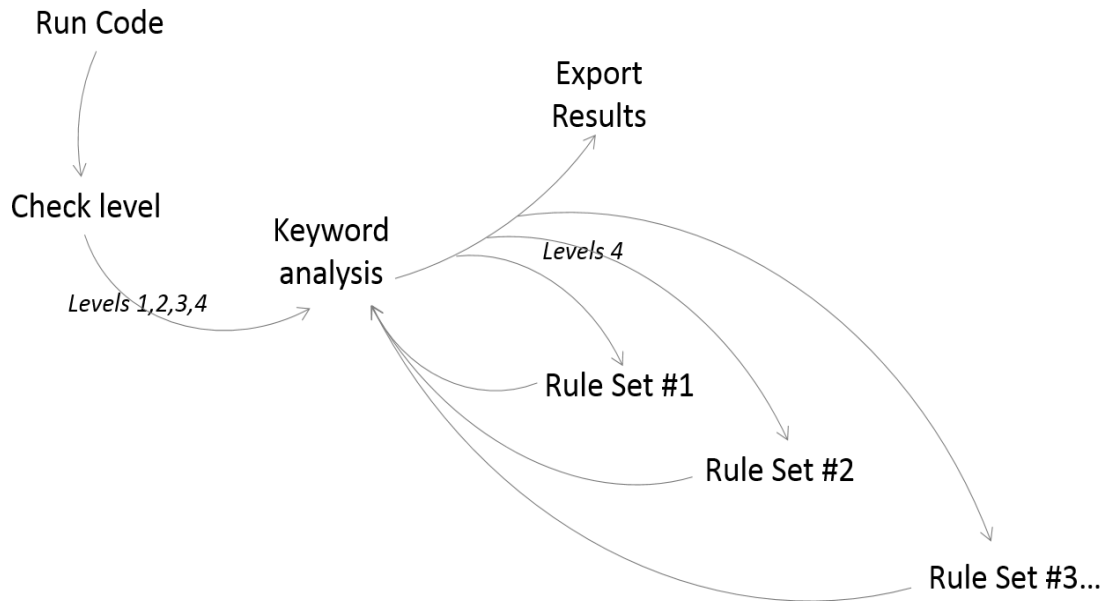 Run Code
Export
Results
Check level
Keyword
analysis
Levels 4
Levels 1,2,3,4
Rule Set #1
Rule Set #2
Rule Set #3...